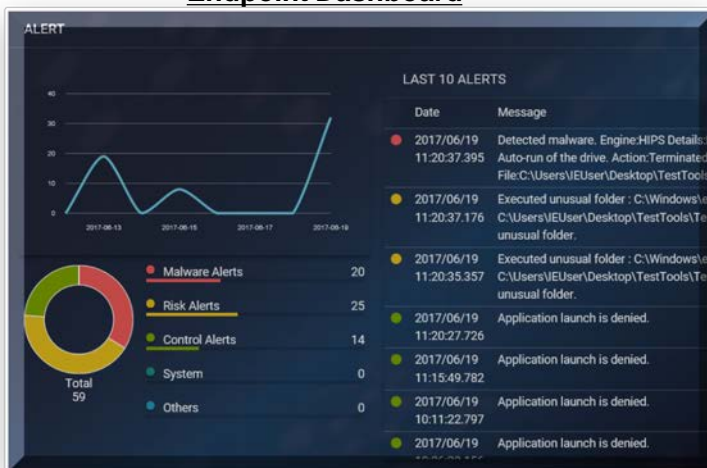 Endpoint Dashboard
ALERT
40
30
20
10
0
2017-06-13
2017-06-15
2017-06-17
2017-06-19
Total
59
Malware Alerts 20
Risk Alerts 25
Control Alerts 14
System 0
Others 0
LAST 10 ALERTS
Date Message
2017/06/19 Detected malware. Engine:HIPS Details:
11:20:37.395 Auto-run of the drive. Action:Terminated
File:C:\Users\IEUser\Desktop\TestTools
2017/06/19 Executed unusual folder : C:\Windows\e
11:20:37.176 C:\Users\IEUser\Desktop\TestTools\Te
unusual folder.
2017/06/19 Executed unusual folder : C:\Windows\e
11:20:35.357 C:\Users\IEUser\Desktop\TestTools\Te
unusual folder.
2017/06/19 Application launch is denied.
11:20:27.726
2017/06/19 Application launch is denied.
11:15:49.782
2017/06/19 Application launch is denied.
10:11:22.797
2017/06/19 Application launch is denied.